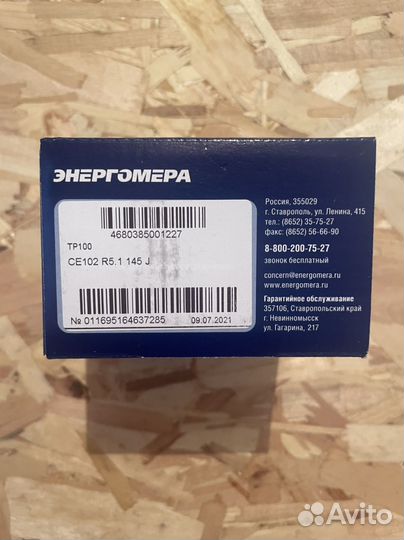 ЭНЕРГОМЕРА
4680385001227
TP100
CE102 R5.1 145 J
№ 011695164637285
09.07.2021
Россия, 355029
г. Ставрополь, ул. Ленина, 415
тел.: (8652) 35-75-27
факс: (8652) 56-66-90
8-800-200-75-27
звонок бесплатный
concern@energomera.ru
www.energomera.ru
Гарантийное обслуживание
357106, Ставропольский край
г. Невинномысск
ул. Гагарина, 217
Avito